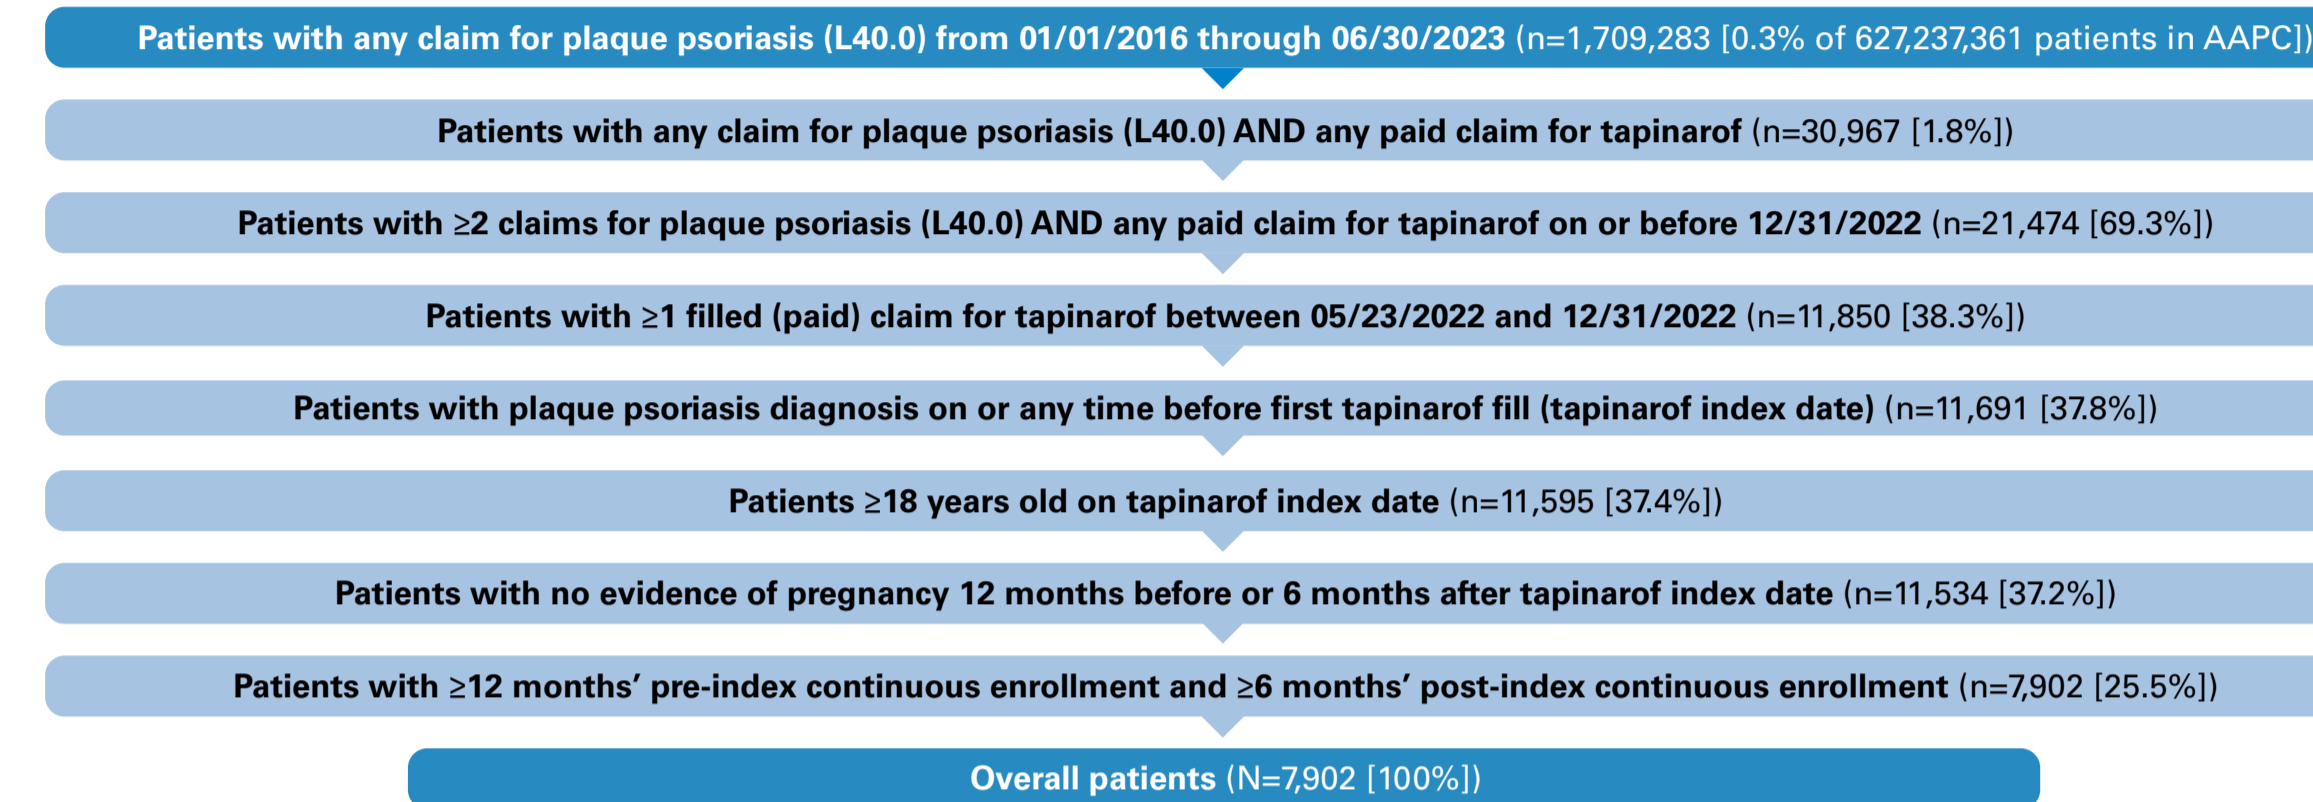 Patients with any claim for plaque psoriasis (L40.0) from 01/01/2016 through 06/30/2023 (n=1,709,283 [0.3% of 627,237,361 patients in AAPC])
Patients with any claim for plaque psoriasis (L40.0) AND any paid claim for tapinarof (n=30,967 [1.8%])
Patients with ≥2 claims for plaque psoriasis (L40.0) AND any paid claim for tapinarof on or before 12/31/2022 (n=21,474 [69.3%])
Patients with ≥1 filled (paid) claim for tapinarof between 05/23/2022 and 12/31/2022 (n=11,850 [38.3%])
Patients with plaque psoriasis diagnosis on or any time before first tapinarof fill (tapinarof index date) (n=11,691 [37.8%])
Patients ≥18 years old on tapinarof index date (n=11,595 [37.4%])
Patients with no evidence of pregnancy 12 months before or 6 months after tapinarof index date (n=11,534 [37.2%])
Patients with ≥12 months’ pre-index continuous enrollment and ≥6 months’ post-index continuous enrollment (n=7,902 [25.5%])
Overall patients (N=7,902 [100%])